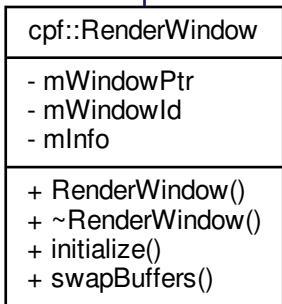 cpf::RenderWindow
- mWindowPtr
- mWindowId
- mInfo
+ RenderWindow()
+ ~RenderWindow()
+ initialize()
+ swapBuffers()